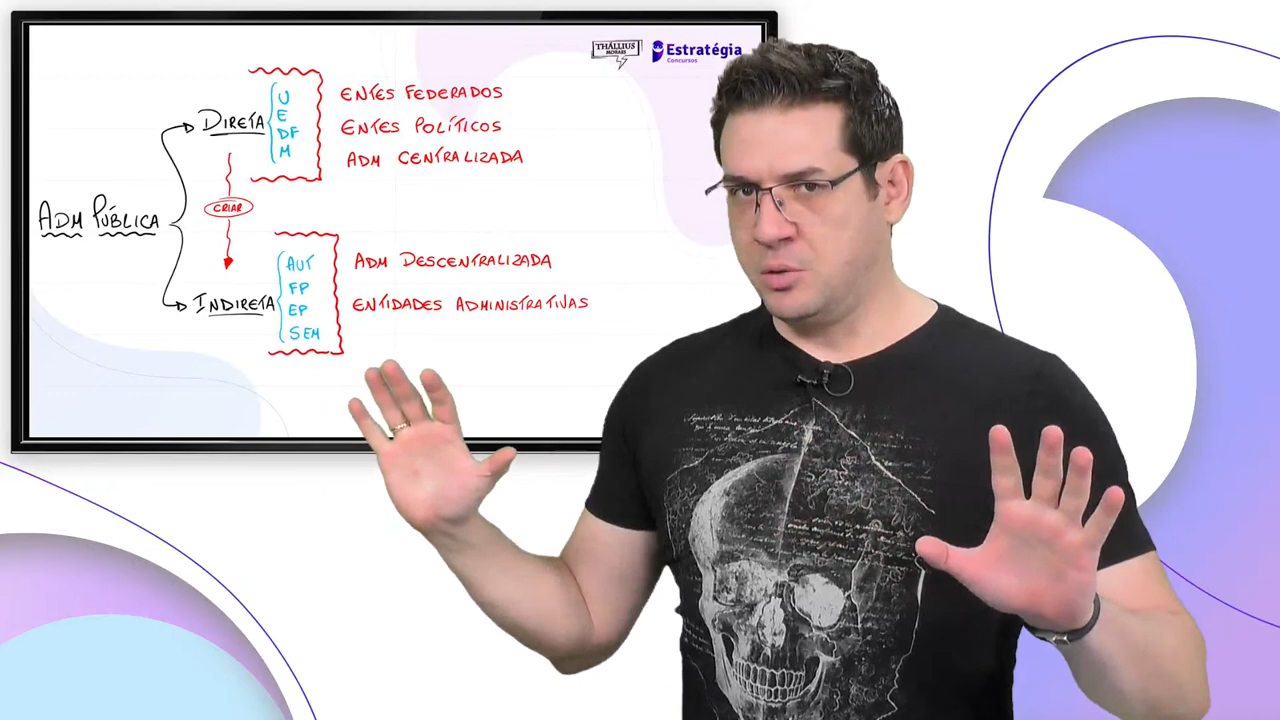 THÁLLIUS
MORAES
Estratégia
Concursos
ADM PÚBLICA
DIRETA
U
E
DF
M
ENTES FEDERADOS
ENTES POLÍTICOS
ADM CENTRALIZADA
CRIAR
INDIRETA
AUT
FP
EP
SEM
ADM DESCENTRALIZADA
ENTIDADES ADMINISTRATIVAS